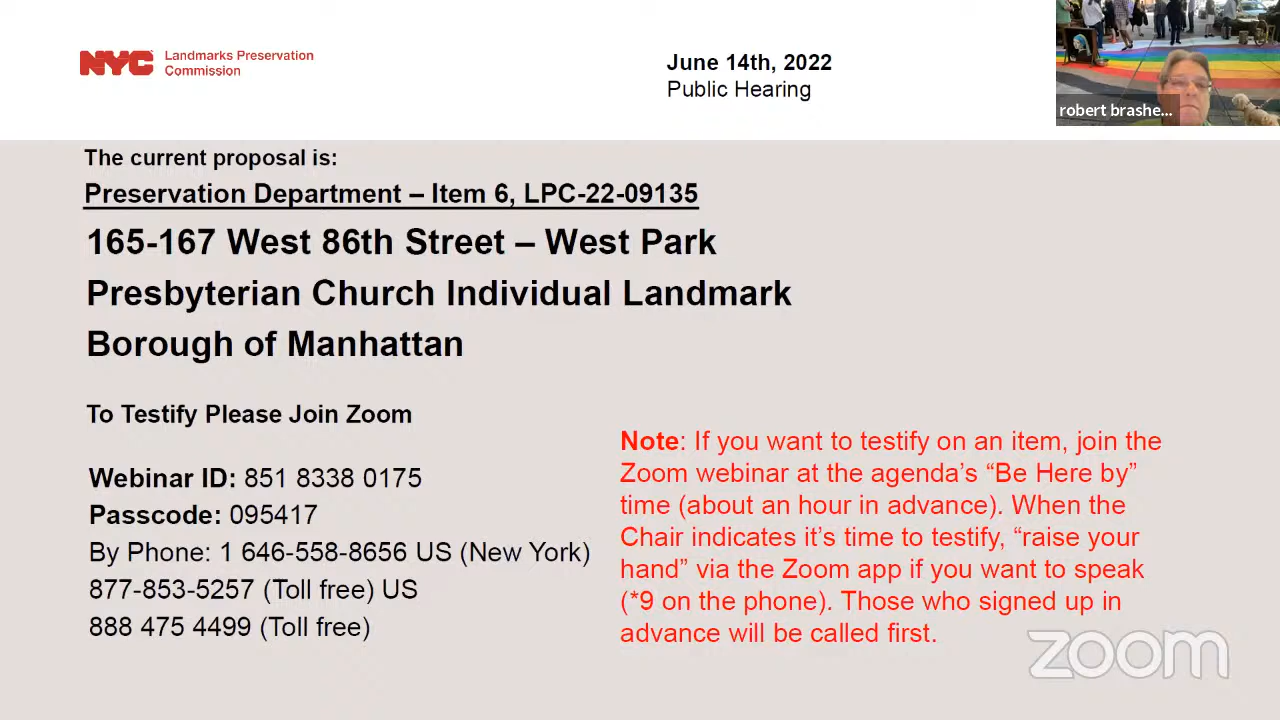 NYC Landmarks Preservation
Commission
June 14th, 2022
Public Hearing
robert brashe...
The current proposal is:
Preservation Department – Item 6, LPC-22-09135
165-167 West 86th Street – West Park
Presbyterian Church Individual Landmark
Borough of Manhattan
To Testify Please Join Zoom
Webinar ID: 851 8338 0175
Passcode: 095417
By Phone: 1 646-558-8656 US (New York)
877-853-5257 (Toll free) US
888 475 4499 (Toll free)
Note: If you want to testify on an item, join the
Zoom webinar at the agenda’s “Be Here by”
time (about an hour in advance). When the
Chair indicates it’s time to testify, “raise your
hand” via the Zoom app if you want to speak
(*9 on the phone). Those who signed up in
advance will be called first.
zoom